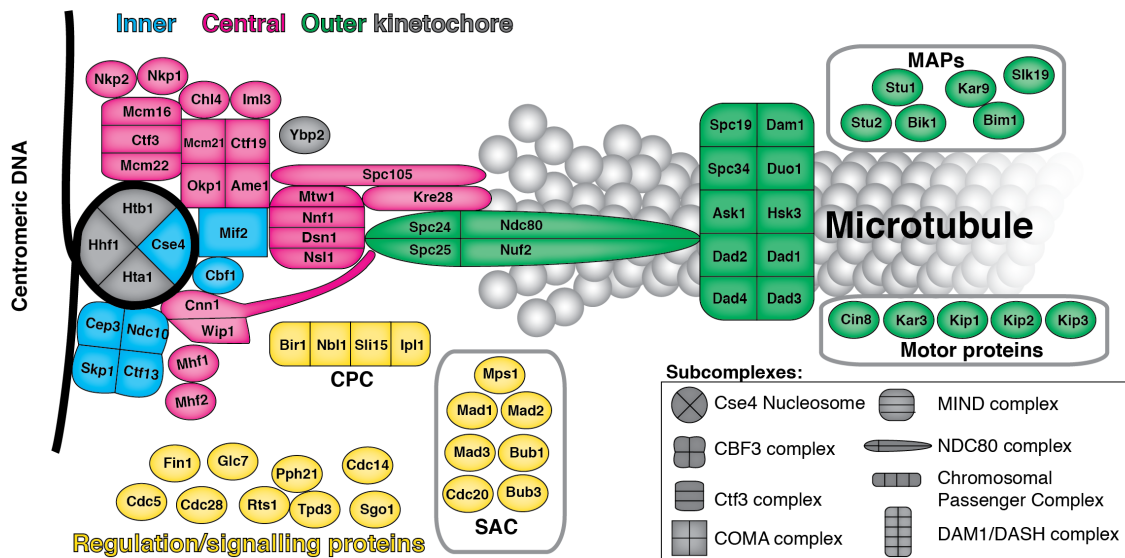 Inner Central Outer kinetochore
Centromeric DNA
Nkp2
Nkp1
Mcm16
Ctf3
Mcm22
Chl4
Iml3
Mcm21
Ctf19
Okp1
Ame1
Ybp2
Spc105
Kre28
Mtw1
Nnf1
Dsn1
Nsl1
Htb1
Hhf1
Cse4
Hta1
Mif2
Cbf1
Cnn1
Wip1
Mhf1
Mhf2
Cep3
Ndc10
Skp1
Ctf13
Spc24
Ndc80
Spc25
Nuf2
Spc19
Dam1
Spc34
Duo1
Ask1
Hsk3
Dad2
Dad1
Dad4
Dad3
Microtubule
MAPs
Stu1
Kar9
Slk19
Stu2
Bik1
Bim1
Cin8
Kar3
Kip1
Kip2
Kip3
Motor proteins
Bir1
Nbl1
Sli15
Ipl1
CPC
Mps1
Mad1
Mad2
Mad3
Bub1
Cdc20
Bub3
SAC
Fin1
Glc7
Pph21
Cdc14
Cdc5
Cdc28
Rts1
Tpd3
Sgo1
Regulation/signalling proteins
Subcomplexes:
Cse4 Nucleosome
CBF3 complex
Ctf3 complex
COMA complex
MIND complex
NDC80 complex
Chromosomal
Passenger Complex
DAM1/DASH complex